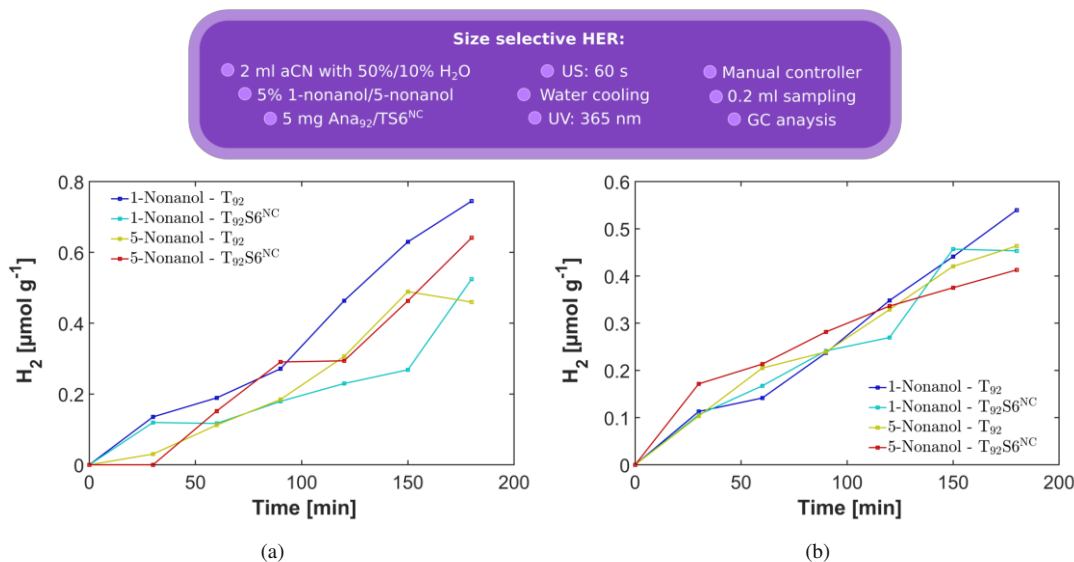 Size selective HER:
2 ml aCN with 50%/10% H₂O
US: 60 s
Manual controller
5% 1-nonanol/5-nonanol
Water cooling
0.2 ml sampling
5 mg Ana₉₂/TS6ᴺᶜ
UV: 365 nm
GC anaysis
0.8
0.6
0.4
0.2
0
H₂ [µmol g⁻¹]
1-Nonanol - T₉₂
1-Nonanol - T₉₂S6ᴺᶜ
5-Nonanol - T₉₂
5-Nonanol - T₉₂S6ᴺᶜ
0 50 100 150 200
Time [min]
(a)
0.6
0.5
0.4
0.3
0.2
0.1
0
H₂ [µmol g⁻¹]
1-Nonanol - T₉₂
1-Nonanol - T₉₂S6ᴺᶜ
5-Nonanol - T₉₂
5-Nonanol - T₉₂S6ᴺᶜ
0 50 100 150 200
Time [min]
(b)